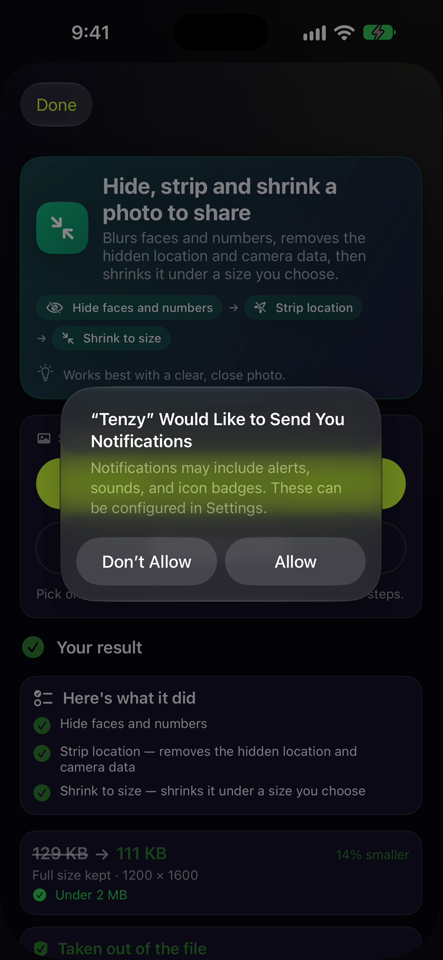 9:41
Done
Hide, strip and shrink a
photo to share
Blurs faces and numbers, removes the
hidden location and camera data, then
shrinks it under a size you choose.
Hide faces and numbers → Strip location
→ Shrink to size
Works best with a clear, close photo.
“Tenzy” Would Like to Send You
Notifications
Notifications may include alerts,
sounds, and icon badges. These can
be configured in Settings.
Don’t Allow
Allow
Pick
steps.
Your result
Here's what it did
Hide faces and numbers
Strip location — removes the hidden location and
camera data
Shrink to size — shrinks it under a size you choose
129 KB → 111 KB
14% smaller
Full size kept · 1200 × 1600
Under 2 MB
Taken out of the file